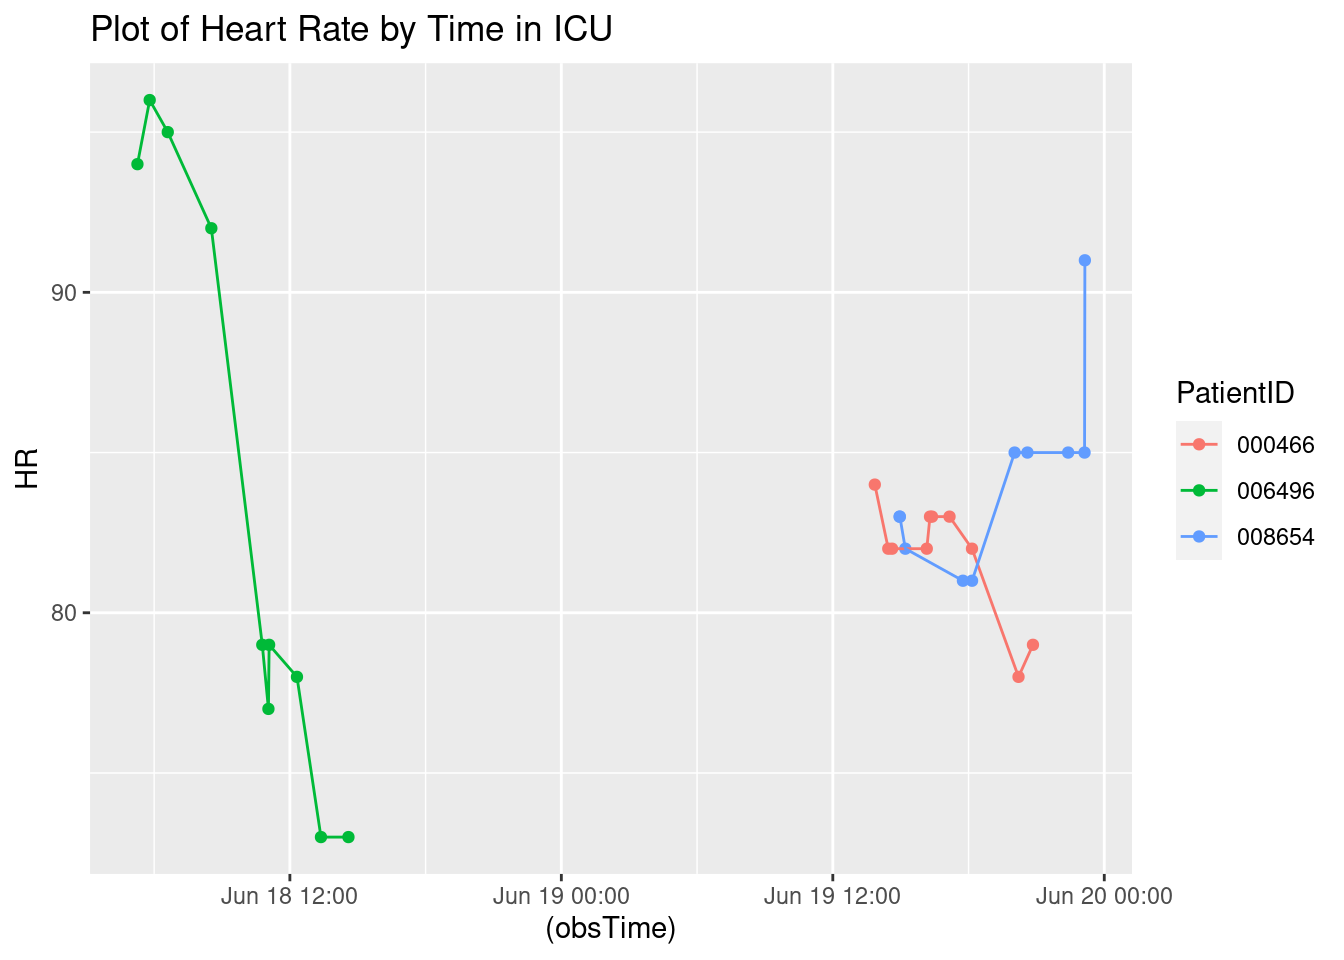 Plot of Heart Rate by Time in ICU
HR
90
80
Jun 18 12:00 Jun 19 00:00 Jun 19 12:00 Jun 20 00:00
(obsTime)
PatientID
000466
006496
008654